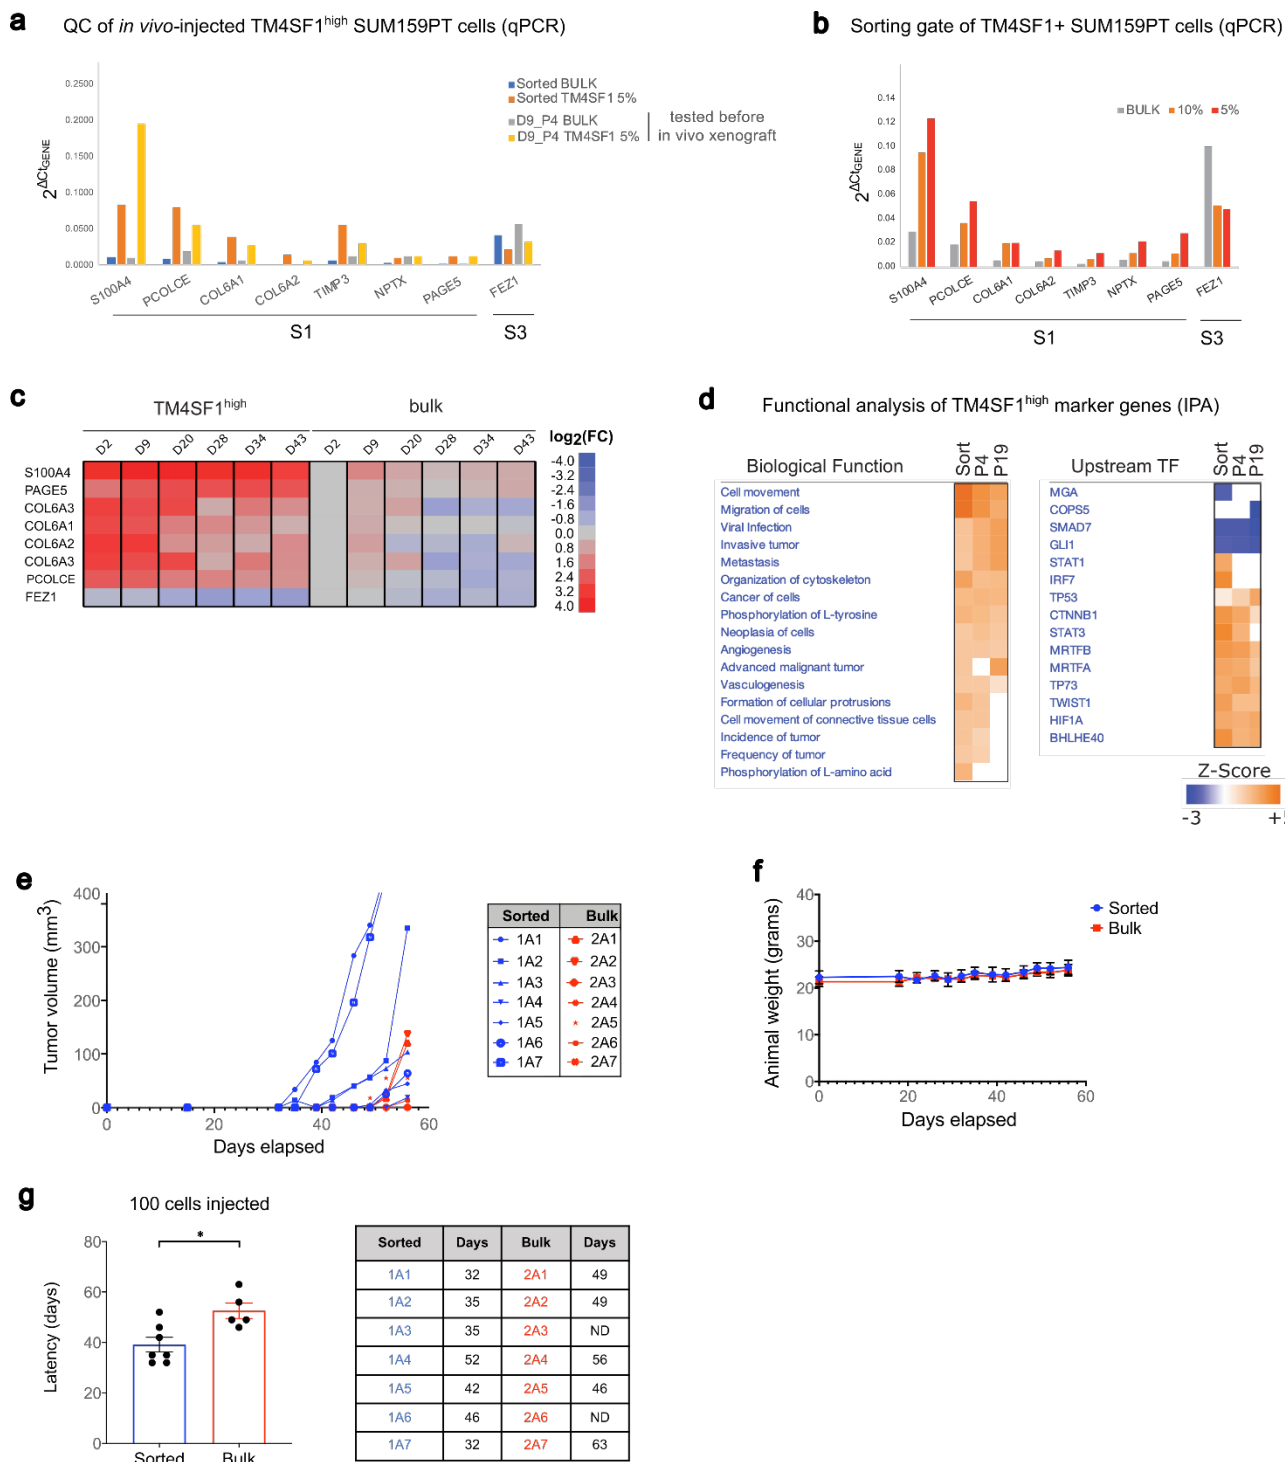 a QC of in vivo-injected TM4SF1high SUM159PT cells (qPCR)
2ΔCtGENE
0.2500
0.2000
0.1500
0.1000
0.0500
0.0000
Sorted BULK
Sorted TM4SF1 5%
D9_P4 BULK
D9_P4 TM4SF1 5%
tested before
in vivo xenograft
S100A4 PCOLCE COL6A1 COL6A2 TIMP3 NPTX PAGE5 FEZ1
S1 S3
b Sorting gate of TM4SF1+ SUM159PT cells (qPCR)
2ΔCtGENE
0.14
0.12
0.10
0.08
0.06
0.04
0.02
0.00
BULK 10% 5%
S100A4 PCOLCE COL6A1 COL6A2 TIMP3 NPTX PAGE5 FEZ1
S1 S3
c TM4SF1high bulk
D2 D9 D20 D28 D34 D43 D2 D9 D20 D28 D34 D43
S100A4
PAGE5
COL6A3
COL6A1
COL6A2
COL6A3
PCOLCE
FEZ1
log2(FC)
-4.0
-3.2
-2.4
-1.6
-0.8
0.0
0.8
1.6
2.4
3.2
4.0
d Functional analysis of TM4SF1high marker genes (IPA)
Biological Function Sort P4 P19
Cell movement
Migration of cells
Viral Infection
Invasive tumor
Metastasis
Organization of cytoskeleton
Cancer of cells
Phosphorylation of L-tyrosine
Neoplasia of cells
Angiogenesis
Advanced malignant tumor
Vasculogenesis
Formation of cellular protrusions
Cell movement of connective tissue cells
Incidence of tumor
Frequency of tumor
Phosphorylation of L-amino acid
Upstream TF Sort P4 P19
MGA
COPS5
SMAD7
GLI1
STAT1
IRF7
TP53
CTNNB1
STAT3
MRTFB
MRTFA
TP73
TWIST1
HIF1A
BHLHE40
Z-Score
-3 +5
e
Tumor volume (mm3)
400
300
200
100
0
0 20 40 60
Days elapsed
Sorted Bulk
1A1 2A1
1A2 2A2
1A3 2A3
1A4 2A4
1A5 2A5
1A6 2A6
1A7 2A7
f
Animal weight (grams)
40
30
20
10
0
0 20 40 60
Days elapsed
Sorted
Bulk
g 100 cells injected
Latency (days)
80
60
40
20
0
*
Sorted Bulk
Sorted Days Bulk Days
1A1 32 2A1 49
1A2 35 2A2 49
1A3 35 2A3 ND
1A4 52 2A4 56
1A5 42 2A5 46
1A6 46 2A6 ND
1A7 32 2A7 63